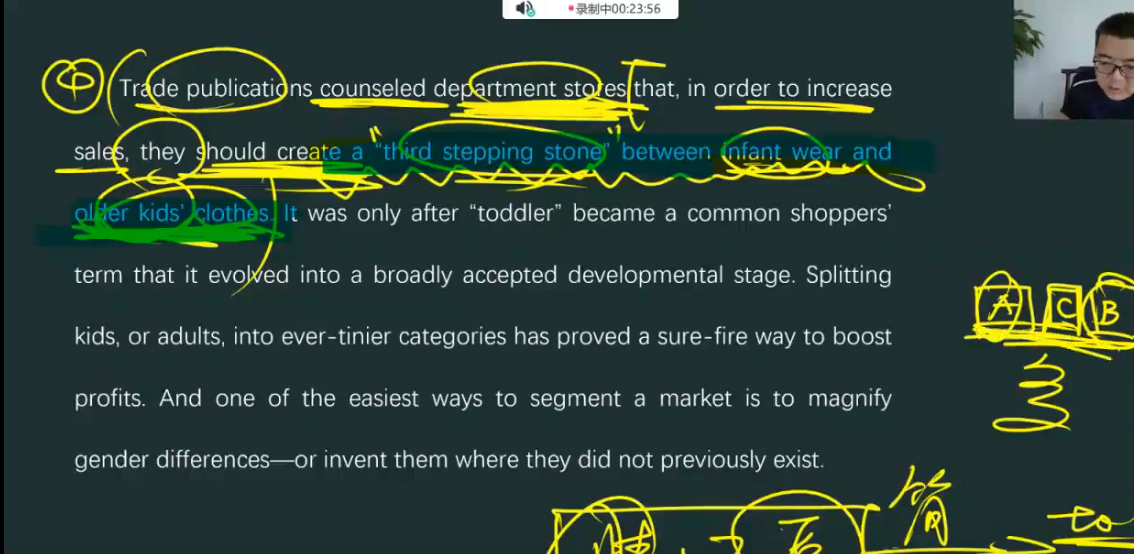 录制中00:23:56
④
Trade publications counseled department stores that, in order to increase
sales, they should create a “third stepping stone” between infant wear and
older kids’ clothes. It was only after “toddler” became a common shoppers’
term that it evolved into a broadly accepted developmental stage. Splitting
kids, or adults, into ever-tinier categories has proved a sure-fire way to boost
profits. And one of the easiest ways to segment a market is to magnify
gender differences—or invent them where they did not previously exist.
A C B
简
to